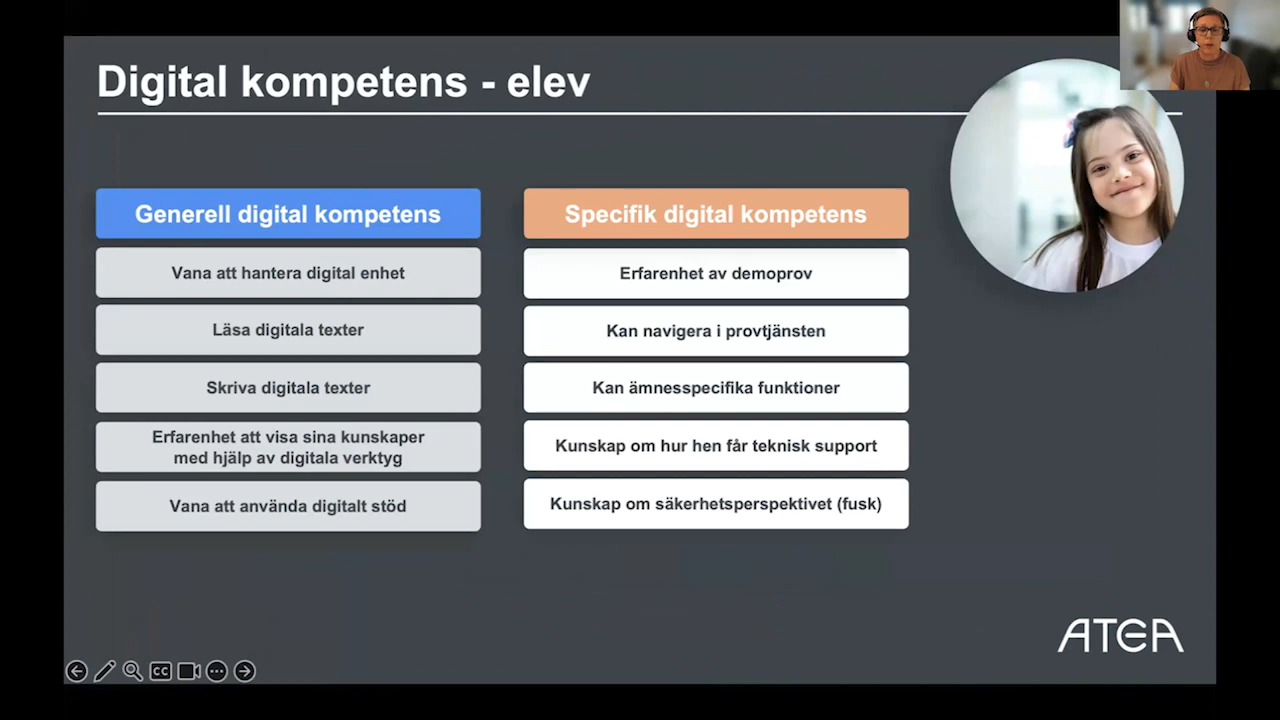 Digital kompetens - elev
Generell digital kompetens
Vana att hantera digital enhet
Läsa digitala texter
Skriva digitala texter
Erfarenhet att visa sina kunskaper
med hjälp av digitala verktyg
Vana att använda digitalt stöd
Specifik digital kompetens
Erfarenhet av demoprov
Kan navigera i provtjänsten
Kan ämnesspecifika funktioner
Kunskap om hur hen får teknisk support
Kunskap om säkerhetsperspektivet (fusk)
ATEA
CC